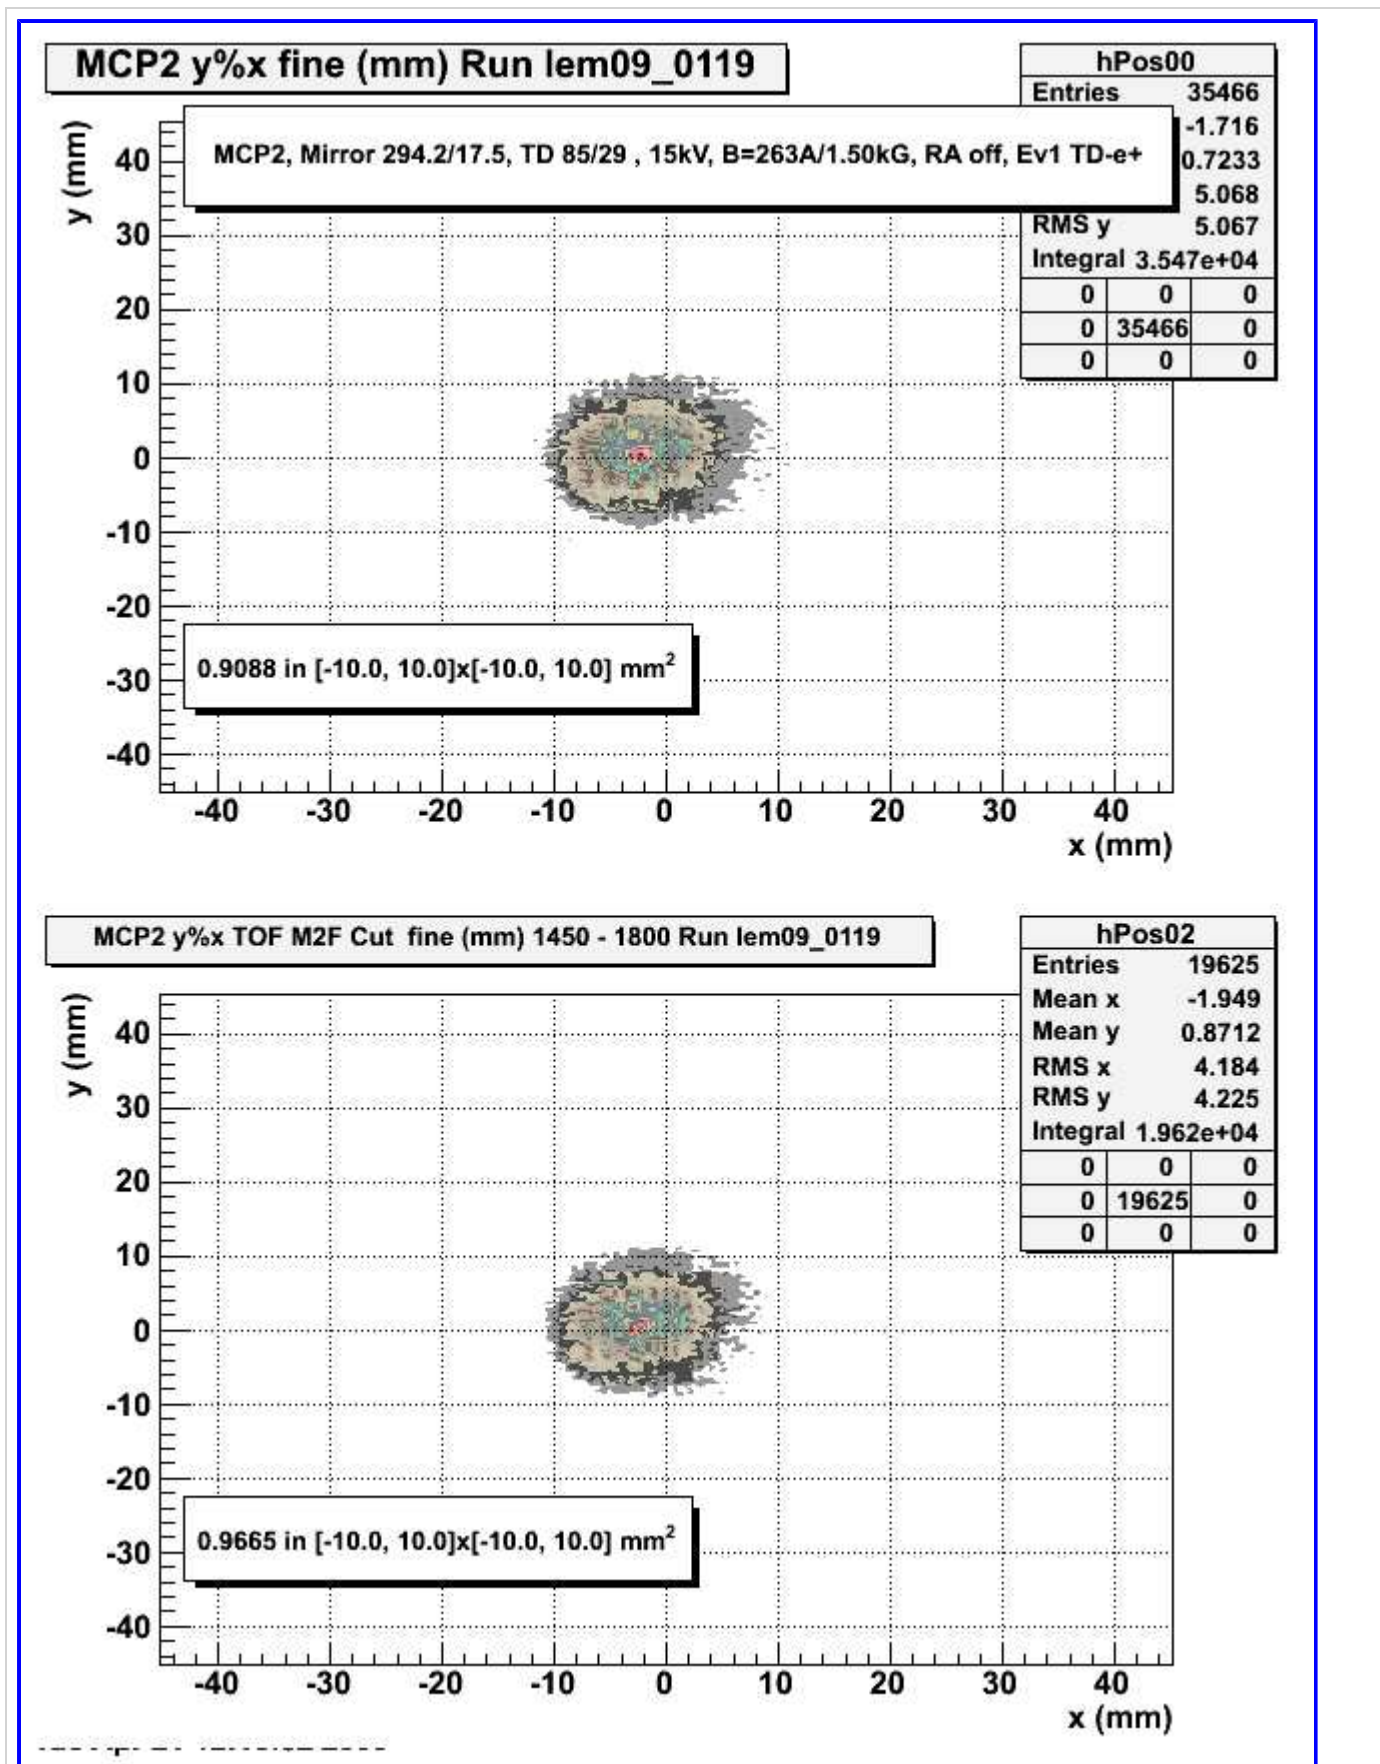 MCP2 y%x fine (mm) Run lem09_0119
hPos00
Entries 35466
-1.716
0.7233
5.068
RMS y 5.067
Integral 3.547e+04
0 0 0
0 35466 0
0 0 0
MCP2, Mirror 294.2/17.5, TD 85/29 , 15kV, B=263A/1.50kG, RA off, Ev1 TD-e+
y (mm)
40
30
20
10
0
-10
-20
-30
-40
0.9088 in [-10.0, 10.0]x[-10.0, 10.0] mm²
-40 -30 -20 -10 0 10 20 30 40
x (mm)
MCP2 y%x TOF M2F Cut fine (mm) 1450 - 1800 Run lem09_0119
hPos02
Entries 19625
Mean x -1.949
Mean y 0.8712
RMS x 4.184
RMS y 4.225
Integral 1.962e+04
0 0 0
0 19625 0
0 0 0
y (mm)
40
30
20
10
0
-10
-20
-30
-40
0.9665 in [-10.0, 10.0]x[-10.0, 10.0] mm²
-40 -30 -20 -10 0 10 20 30 40
x (mm)